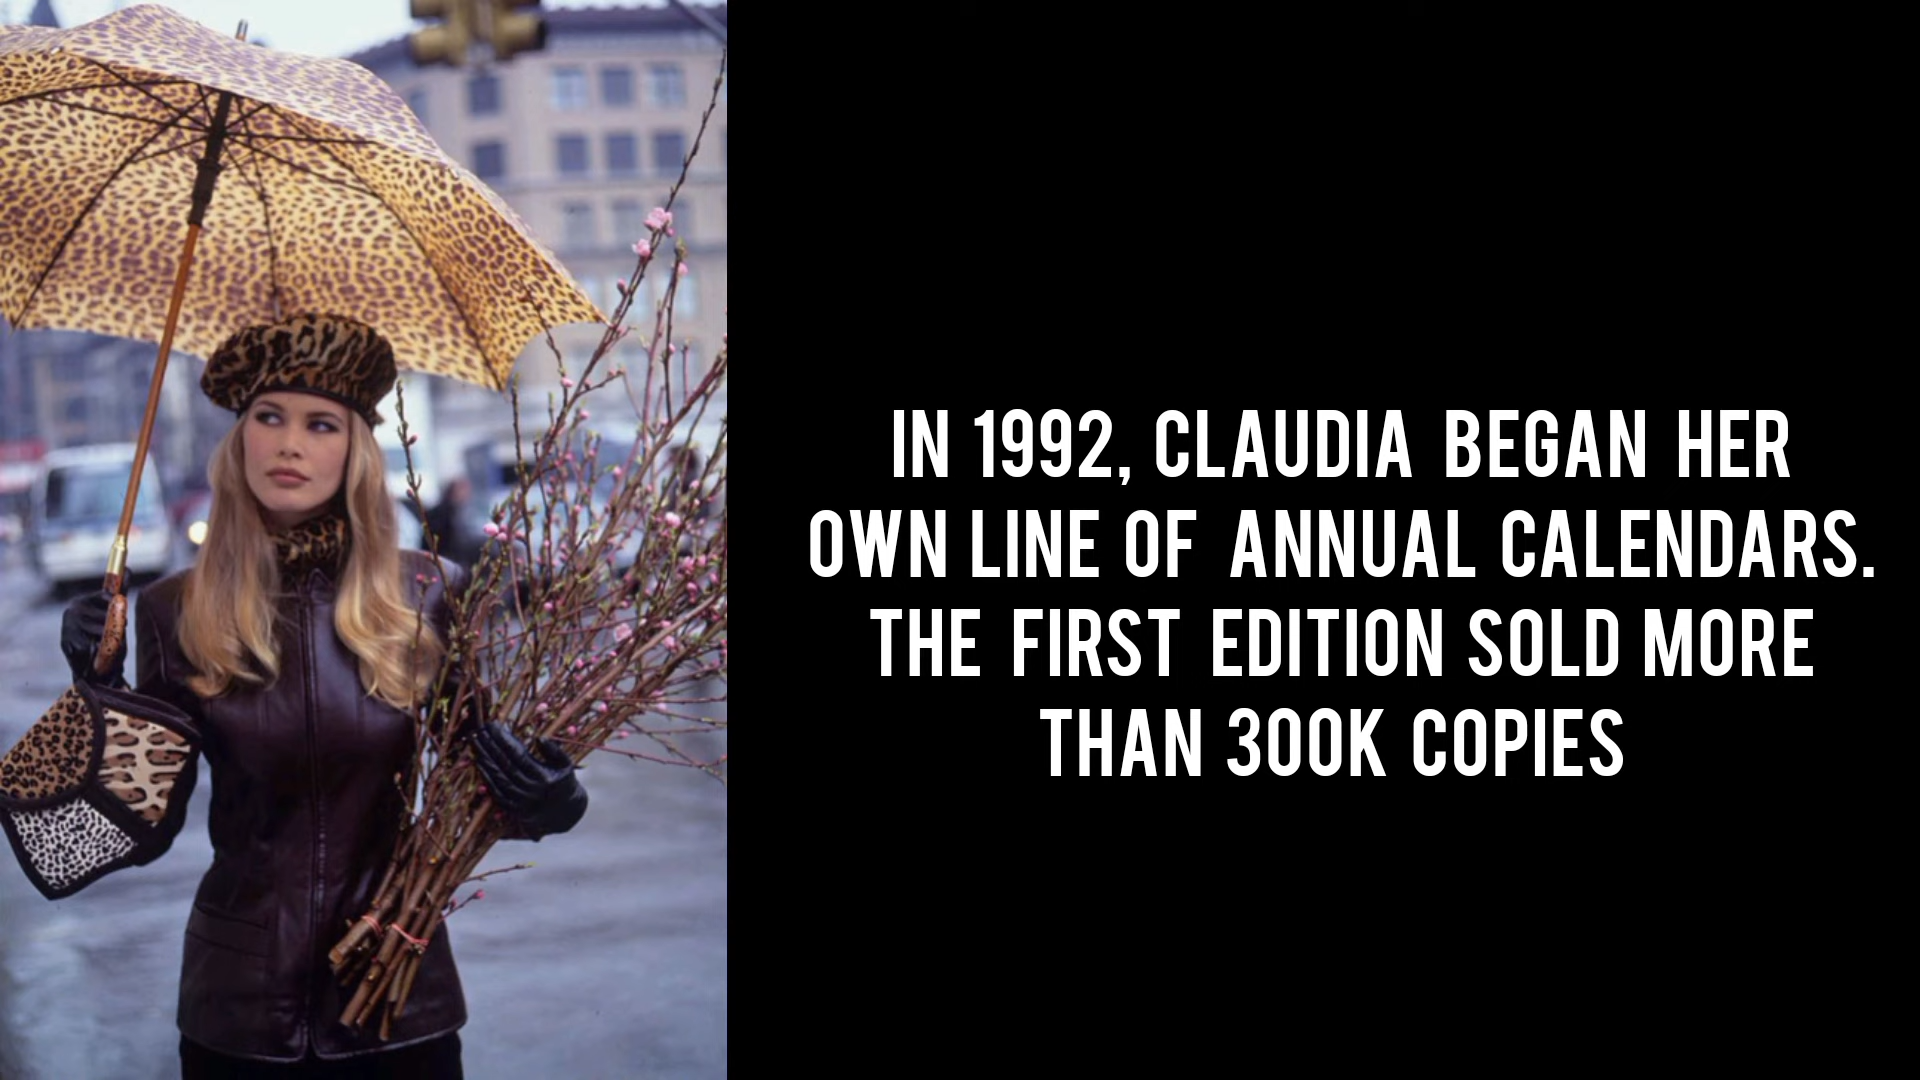 IN 1992, CLAUDIA BEGAN HER
OWN LINE OF ANNUAL CALENDARS.
THE FIRST EDITION SOLD MORE
THAN 300K COPIES